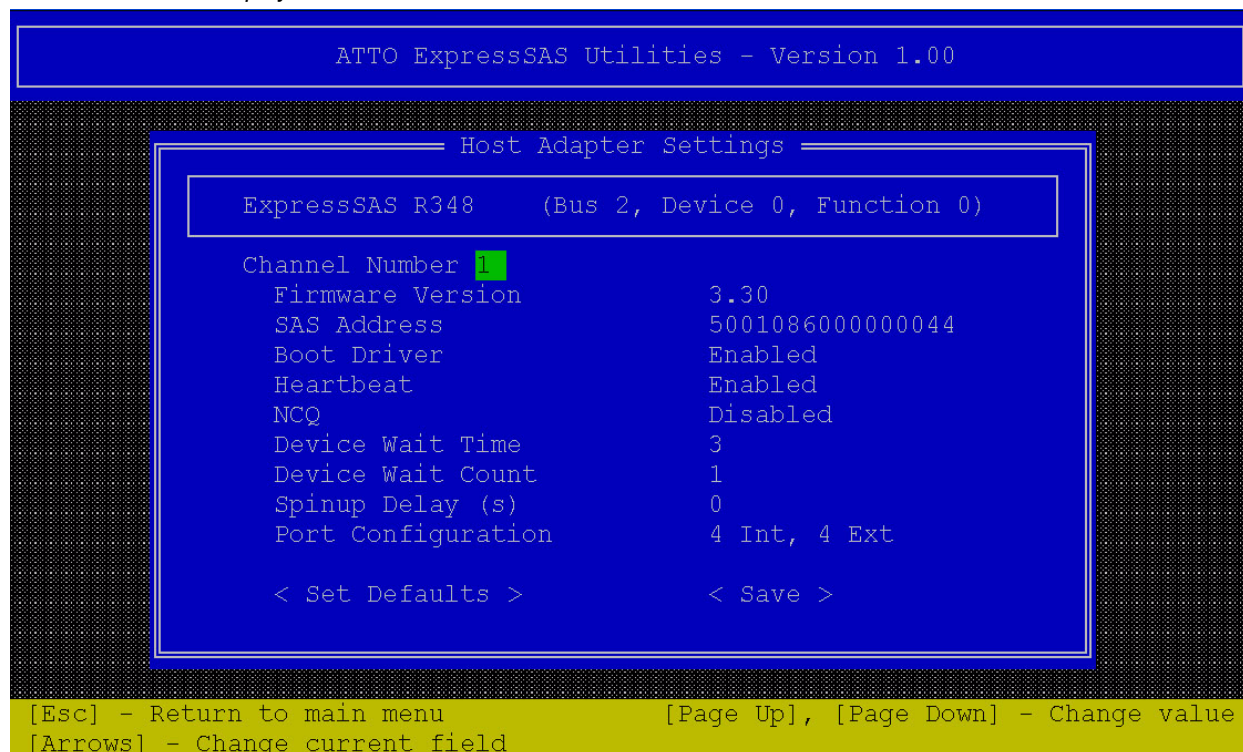 ATTO ExpressSAS Utilities - Version 1.00
Host Adapter Settings
ExpressSAS R348 (Bus 2, Device 0, Function 0)
Channel Number 1
Firmware Version 3.30
SAS Address 5001086000000044
Boot Driver Enabled
Heartbeat Enabled
NCQ Disabled
Device Wait Time 3
Device Wait Count 1
Spinup Delay (s) 0
Port Configuration 4 Int, 4 Ext
< Set Defaults > < Save >
[Esc] - Return to main menu [Page Up], [Page Down] - Change value
[Arrows] - Change current field